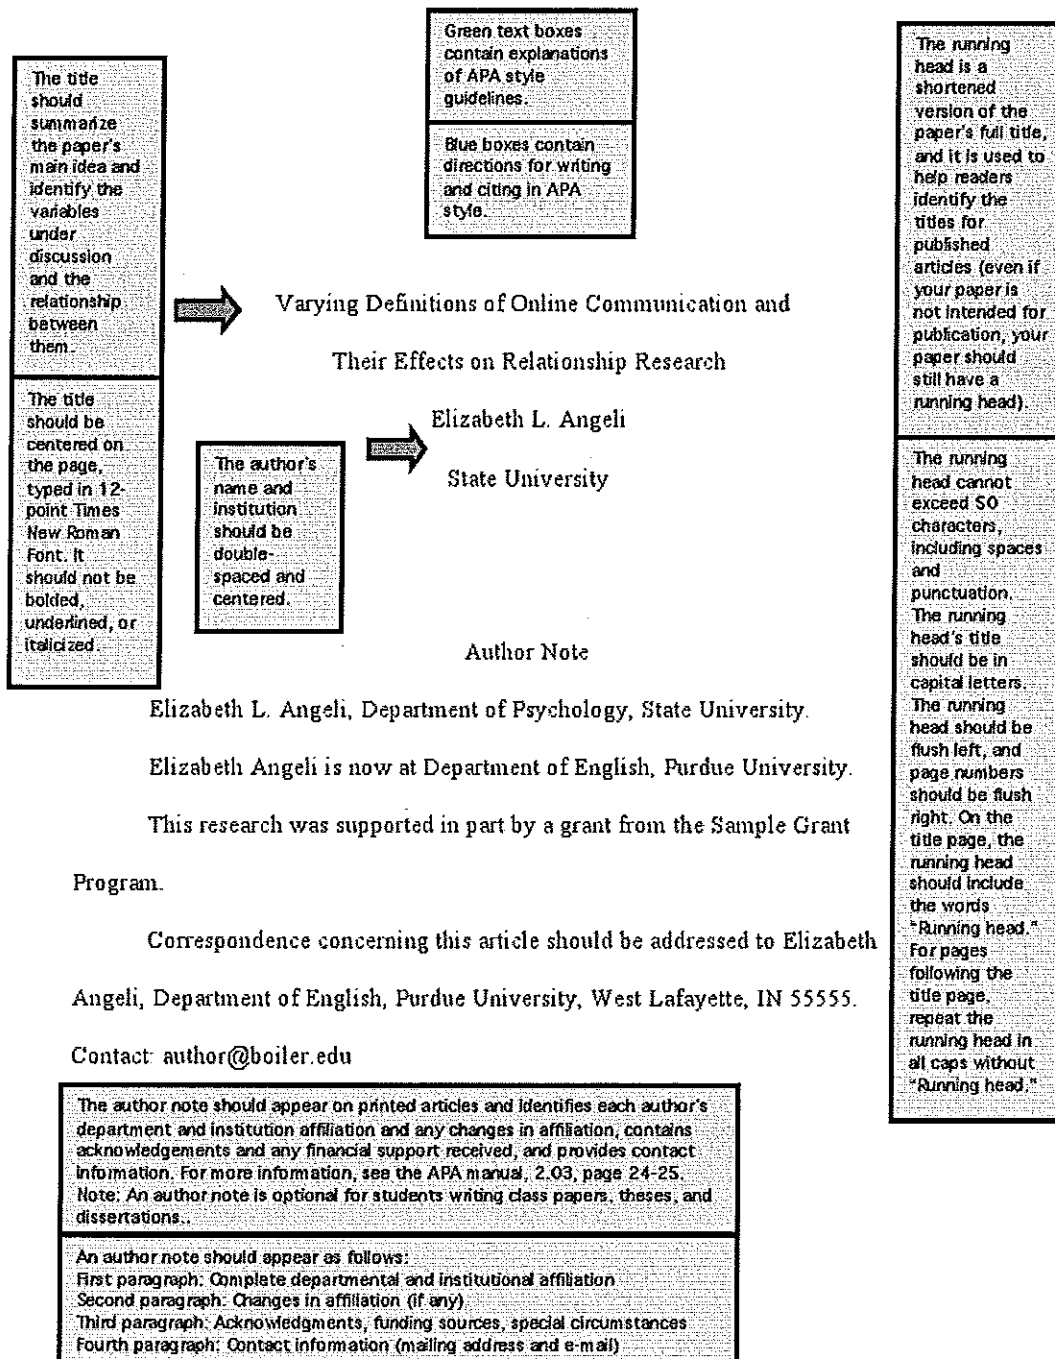 Green text boxes
contain explanations
of APA style
guidelines.
Blue boxes contain
directions for writing
and citing in APA
style.
The title
should
summarize
the paper's
main idea and
identify the
variables
under
discussion
and the
relationship
between
them.
The title
should be
centered on
the page,
typed in 12-
point Times
New Roman
Font. It
should not be
bolded,
underlined, or
italicized.
Varying Definitions of Online Communication and
Their Effects on Relationship Research
Elizabeth L. Angeli
State University
The author's
name and
institution
should be
double-
spaced and
centered.
The running
head is a
shortened
version of the
paper's full title,
and it is used to
help readers
identify the
titles for
published
articles (even if
your paper is
not intended for
publication, your
paper should
still have a
running head).
The running
head cannot
exceed 50
characters,
including spaces
and
punctuation.
The running
head's title
should be in
capital letters.
The running
head should be
flush left, and
page numbers
should be flush
right. On the
title page, the
running head
should include
the words
"Running head."
For pages
following the
title page,
repeat the
running head in
all caps without
"Running head."
Author Note
Elizabeth L. Angeli, Department of Psychology, State University.
Elizabeth Angeli is now at Department of English, Purdue University.
This research was supported in part by a grant from the Sample Grant
Program.
Correspondence concerning this article should be addressed to Elizabeth
Angeli, Department of English, Purdue University, West Lafayette, IN 55555.
Contact: author@boiler.edu
The author note should appear on printed articles and identifies each author's
department and institution affiliation and any changes in affiliation, contains
acknowledgements and any financial support received, and provides contact
information. For more information, see the APA manual, 2.03, page 24-25.
Note: An author note is optional for students writing class papers, theses, and
dissertations..
An author note should appear as follows:
First paragraph: Complete departmental and institutional affiliation
Second paragraph: Changes in affiliation (if any)
Third paragraph: Acknowledgments, funding sources, special circumstances
Fourth paragraph: Contact information (mailing address and e-mail)